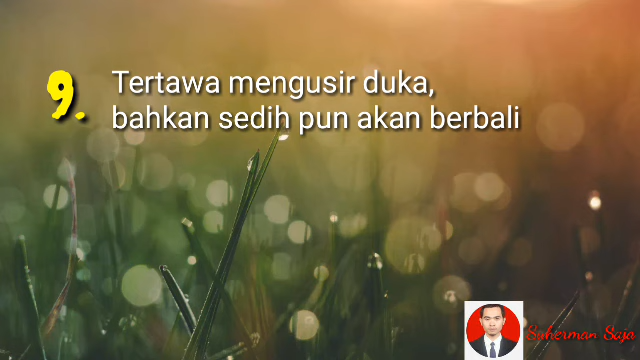 9.
Tertawa mengusir duka,
bahkan sedih pun akan berbali
Suherman Saja